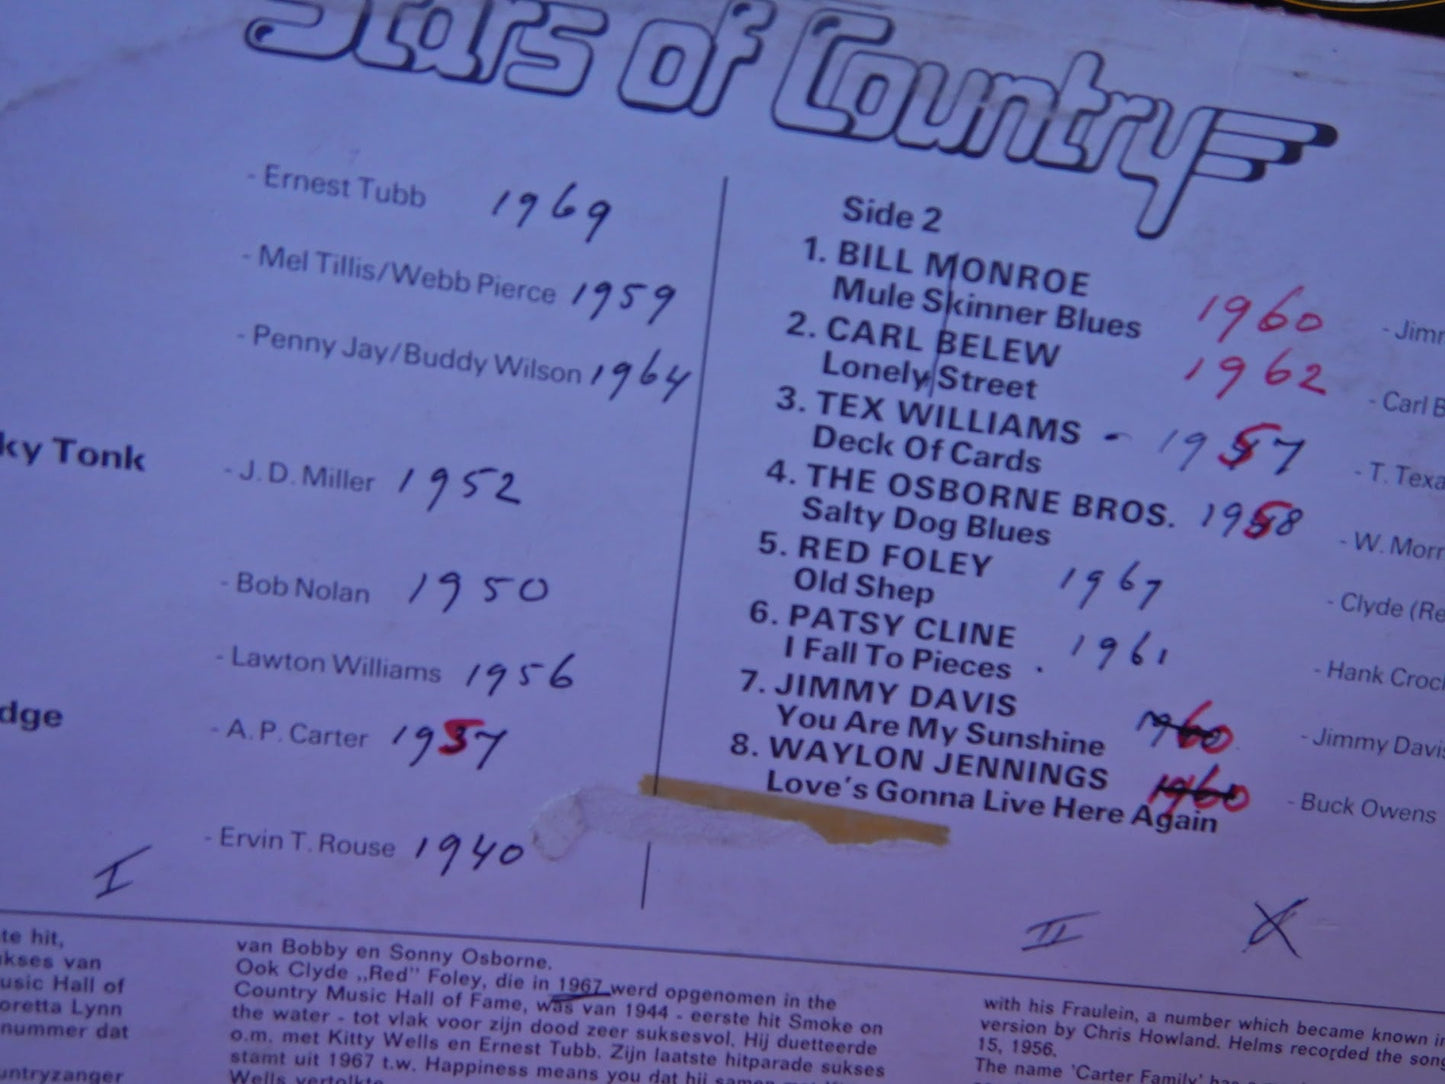 Stars of Country
- Ernest Tubb 1969
- Mel Tillis/Webb Pierce 1959
- Penny Jay/Buddy Wilson 1964
ky Tonk - J. D. Miller 1952
- Bob Nolan 1950
- Lawton Williams 1956
dge - A. P. Carter 1957
- Ervin T. Rouse 1940
I
Side 2
1. BILL MONROE
Mule Skinner Blues 1960 - Jimm
2. CARL BELEW 1962
Lonely Street - Carl B
3. TEX WILLIAMS - 1957
Deck Of Cards - T. Texa
4. THE OSBORNE BROS. 1958
Salty Dog Blues - W. Morr
5. RED FOLEY 1967
Old Shep - Clyde (Re
6. PATSY CLINE 1961
I Fall To Pieces . - Hank Croc
7. JIMMY DAVIS
You Are My Sunshine 1960 - Jimmy Davis
8. WAYLON JENNINGS 1960
Love's Gonna Live Here Again - Buck Owens
II X
te hit,
ukses van
usic Hall of
oretta Lynn
nummer dat
untryzanger
van Bobby en Sonny Osborne.
Ook Clyde „Red" Foley, die in 1967 werd opgenomen in the
Country Music Hall of Fame, was van 1944 - eerste hit Smoke on
the water - tot vlak voor zijn dood zeer suksesvol. Hij duetteerde
o.m. met Kitty Wells en Ernest Tubb. Zijn laatste hitparade sukses
stamt uit 1967 t.w. Happiness means you dat hij samen met
Wells vertolkte
with his Fraulein, a number which became known in
version by Chris Howland. Helms recorded the song
15, 1956.
The name 'Carter Family' has